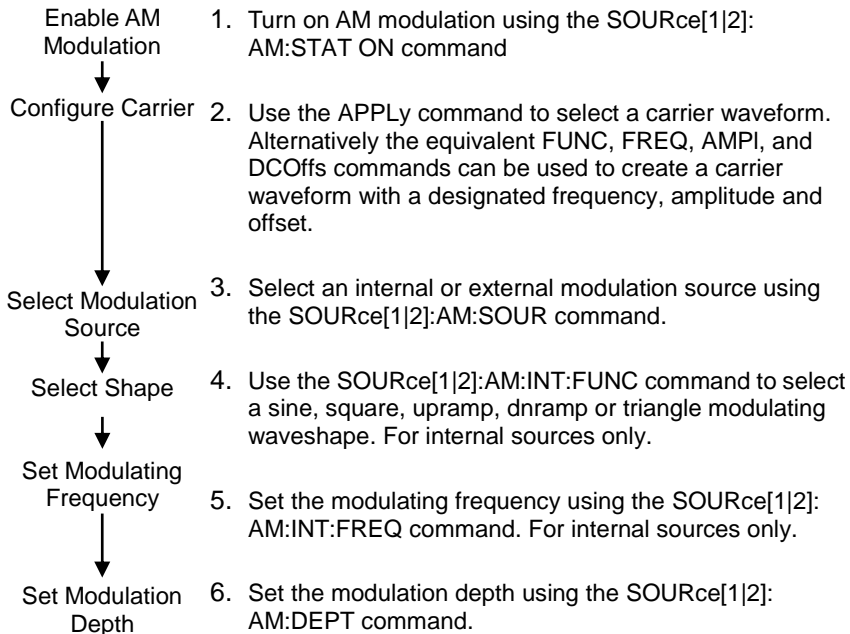 Enable AM
Modulation
1. Turn on AM modulation using the SOURce[1|2]:
AM:STAT ON command
Configure Carrier
2. Use the APPLy command to select a carrier waveform.
Alternatively the equivalent FUNC, FREQ, AMPl, and
DCOffs commands can be used to create a carrier
waveform with a designated frequency, amplitude and
offset.
Select Modulation
Source
3. Select an internal or external modulation source using
the SOURce[1|2]:AM:SOUR command.
Select Shape
4. Use the SOURce[1|2]:AM:INT:FUNC command to select
a sine, square, upramp, dnramp or triangle modulating
waveshape. For internal sources only.
Set Modulating
Frequency
5. Set the modulating frequency using the SOURce[1|2]:
AM:INT:FREQ command. For internal sources only.
Set Modulation
Depth
6. Set the modulation depth using the SOURce[1|2]:
AM:DEPT command.